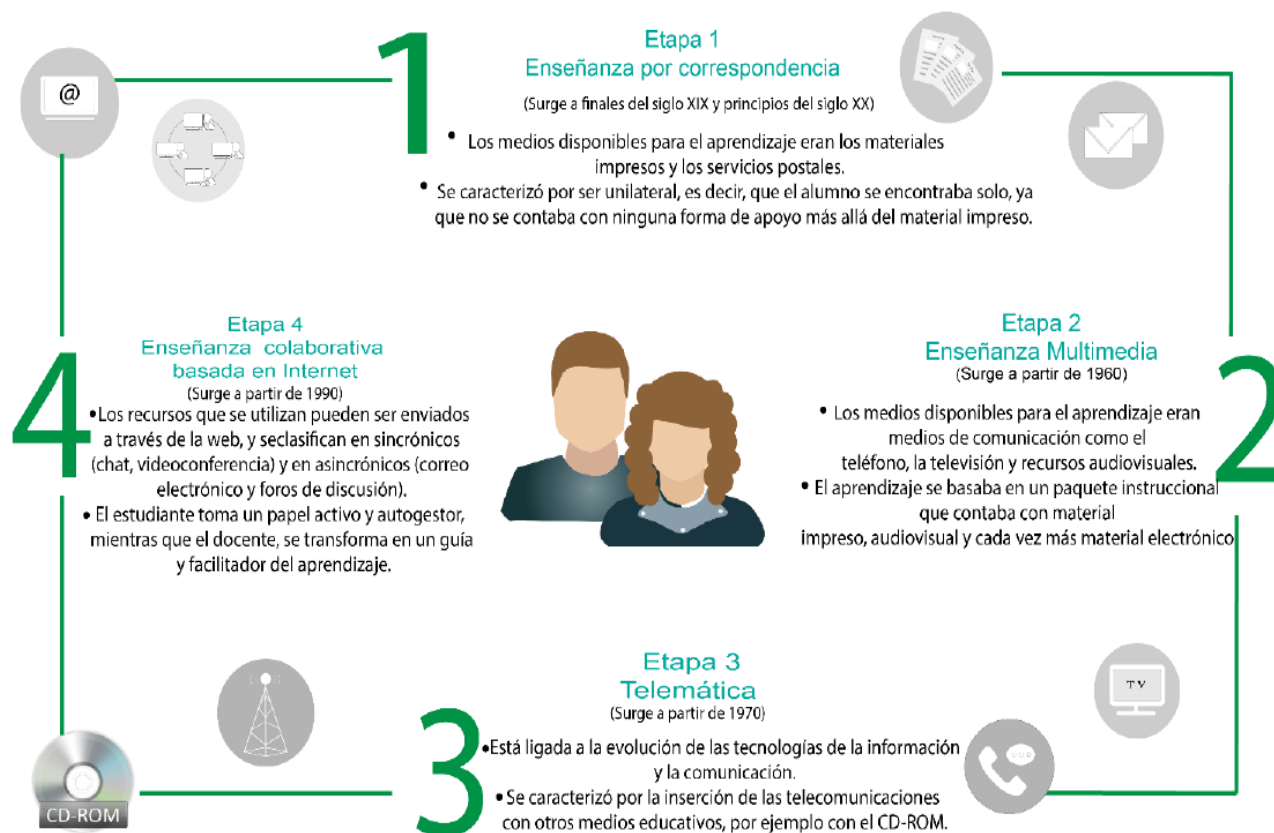 1
Etapa 1
Enseñanza por correspondencia
(Surge a finales del siglo XIX y principios del siglo XX)
• Los medios disponibles para el aprendizaje eran los materiales
impresos y los servicios postales.
• Se caracterizó por ser unilateral, es decir, que el alumno se encontraba solo, ya
que no se contaba con ninguna forma de apoyo más allá del material impreso.
2
Etapa 2
Enseñanza Multimedia
(Surge a partir de 1960)
• Los medios disponibles para el aprendizaje eran
medios de comunicación como el
teléfono, la televisión y recursos audiovisuales.
• El aprendizaje se basaba en un paquete instruccional
que contaba con material
impreso, audiovisual y cada vez más material electrónico
TV
3
Etapa 3
Telemática
(Surge a partir de 1970)
•Está ligada a la evolución de las tecnologías de la información
y la comunicación.
• Se caracterizó por la inserción de las telecomunicaciones
con otros medios educativos, por ejemplo con el CD-ROM.
CD-ROM
4
Etapa 4
Enseñanza colaborativa
basada en Internet
(Surge a partir de 1990)
•Los recursos que se utilizan pueden ser enviados
a través de la web, y seclasifican en sincrónicos
(chat, videoconferencia) y en asincrónicos (correo
electrónico y foros de discusión).
• El estudiante toma un papel activo y autogestor,
mientras que el docente, se transforma en un guía
y facilitador del aprendizaje.
@